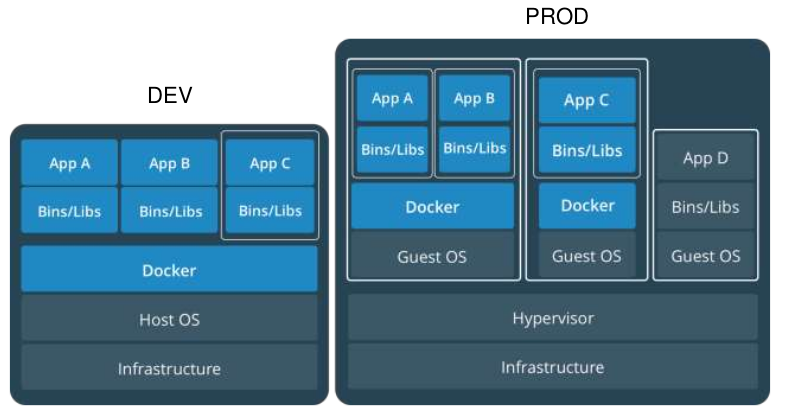 PROD
DEV
App A App B App C
Bins/Libs Bins/Libs Bins/Libs
Docker
Host OS
Infrastructure
App A App B App C
Bins/Libs Bins/Libs Bins/Libs App D
Docker Docker Bins/Libs
Guest OS Guest OS Guest OS
Hypervisor
Infrastructure